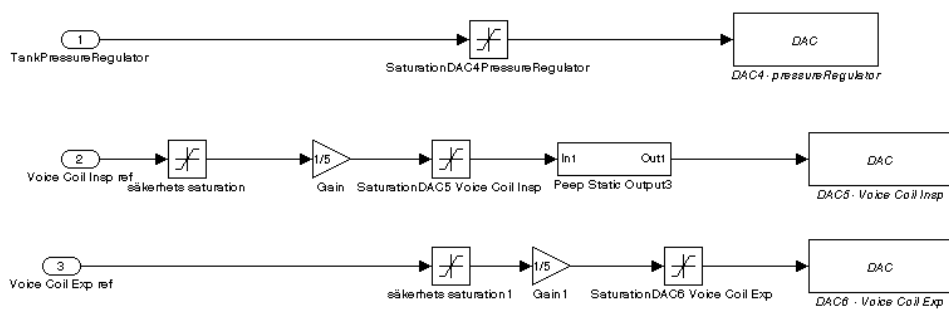 1
DAC
TankPressureRegulator
SaturationDAC4PressureRegulator
DAC4 - pressureRegulator
2
1/5
In1 Out1
DAC
Voice Coil Insp ref
säkerhets saturation
Gain
SaturationDAC5 Voice Coil Insp
Peep Static Output3
DAC5 - Voice Coil Insp
3
1/5
DAC
Voice Coil Exp ref
säkerhets saturation1
Gain1
SaturationDAC6 Voice Coil Exp
DAC6 - Voice Coil Exp